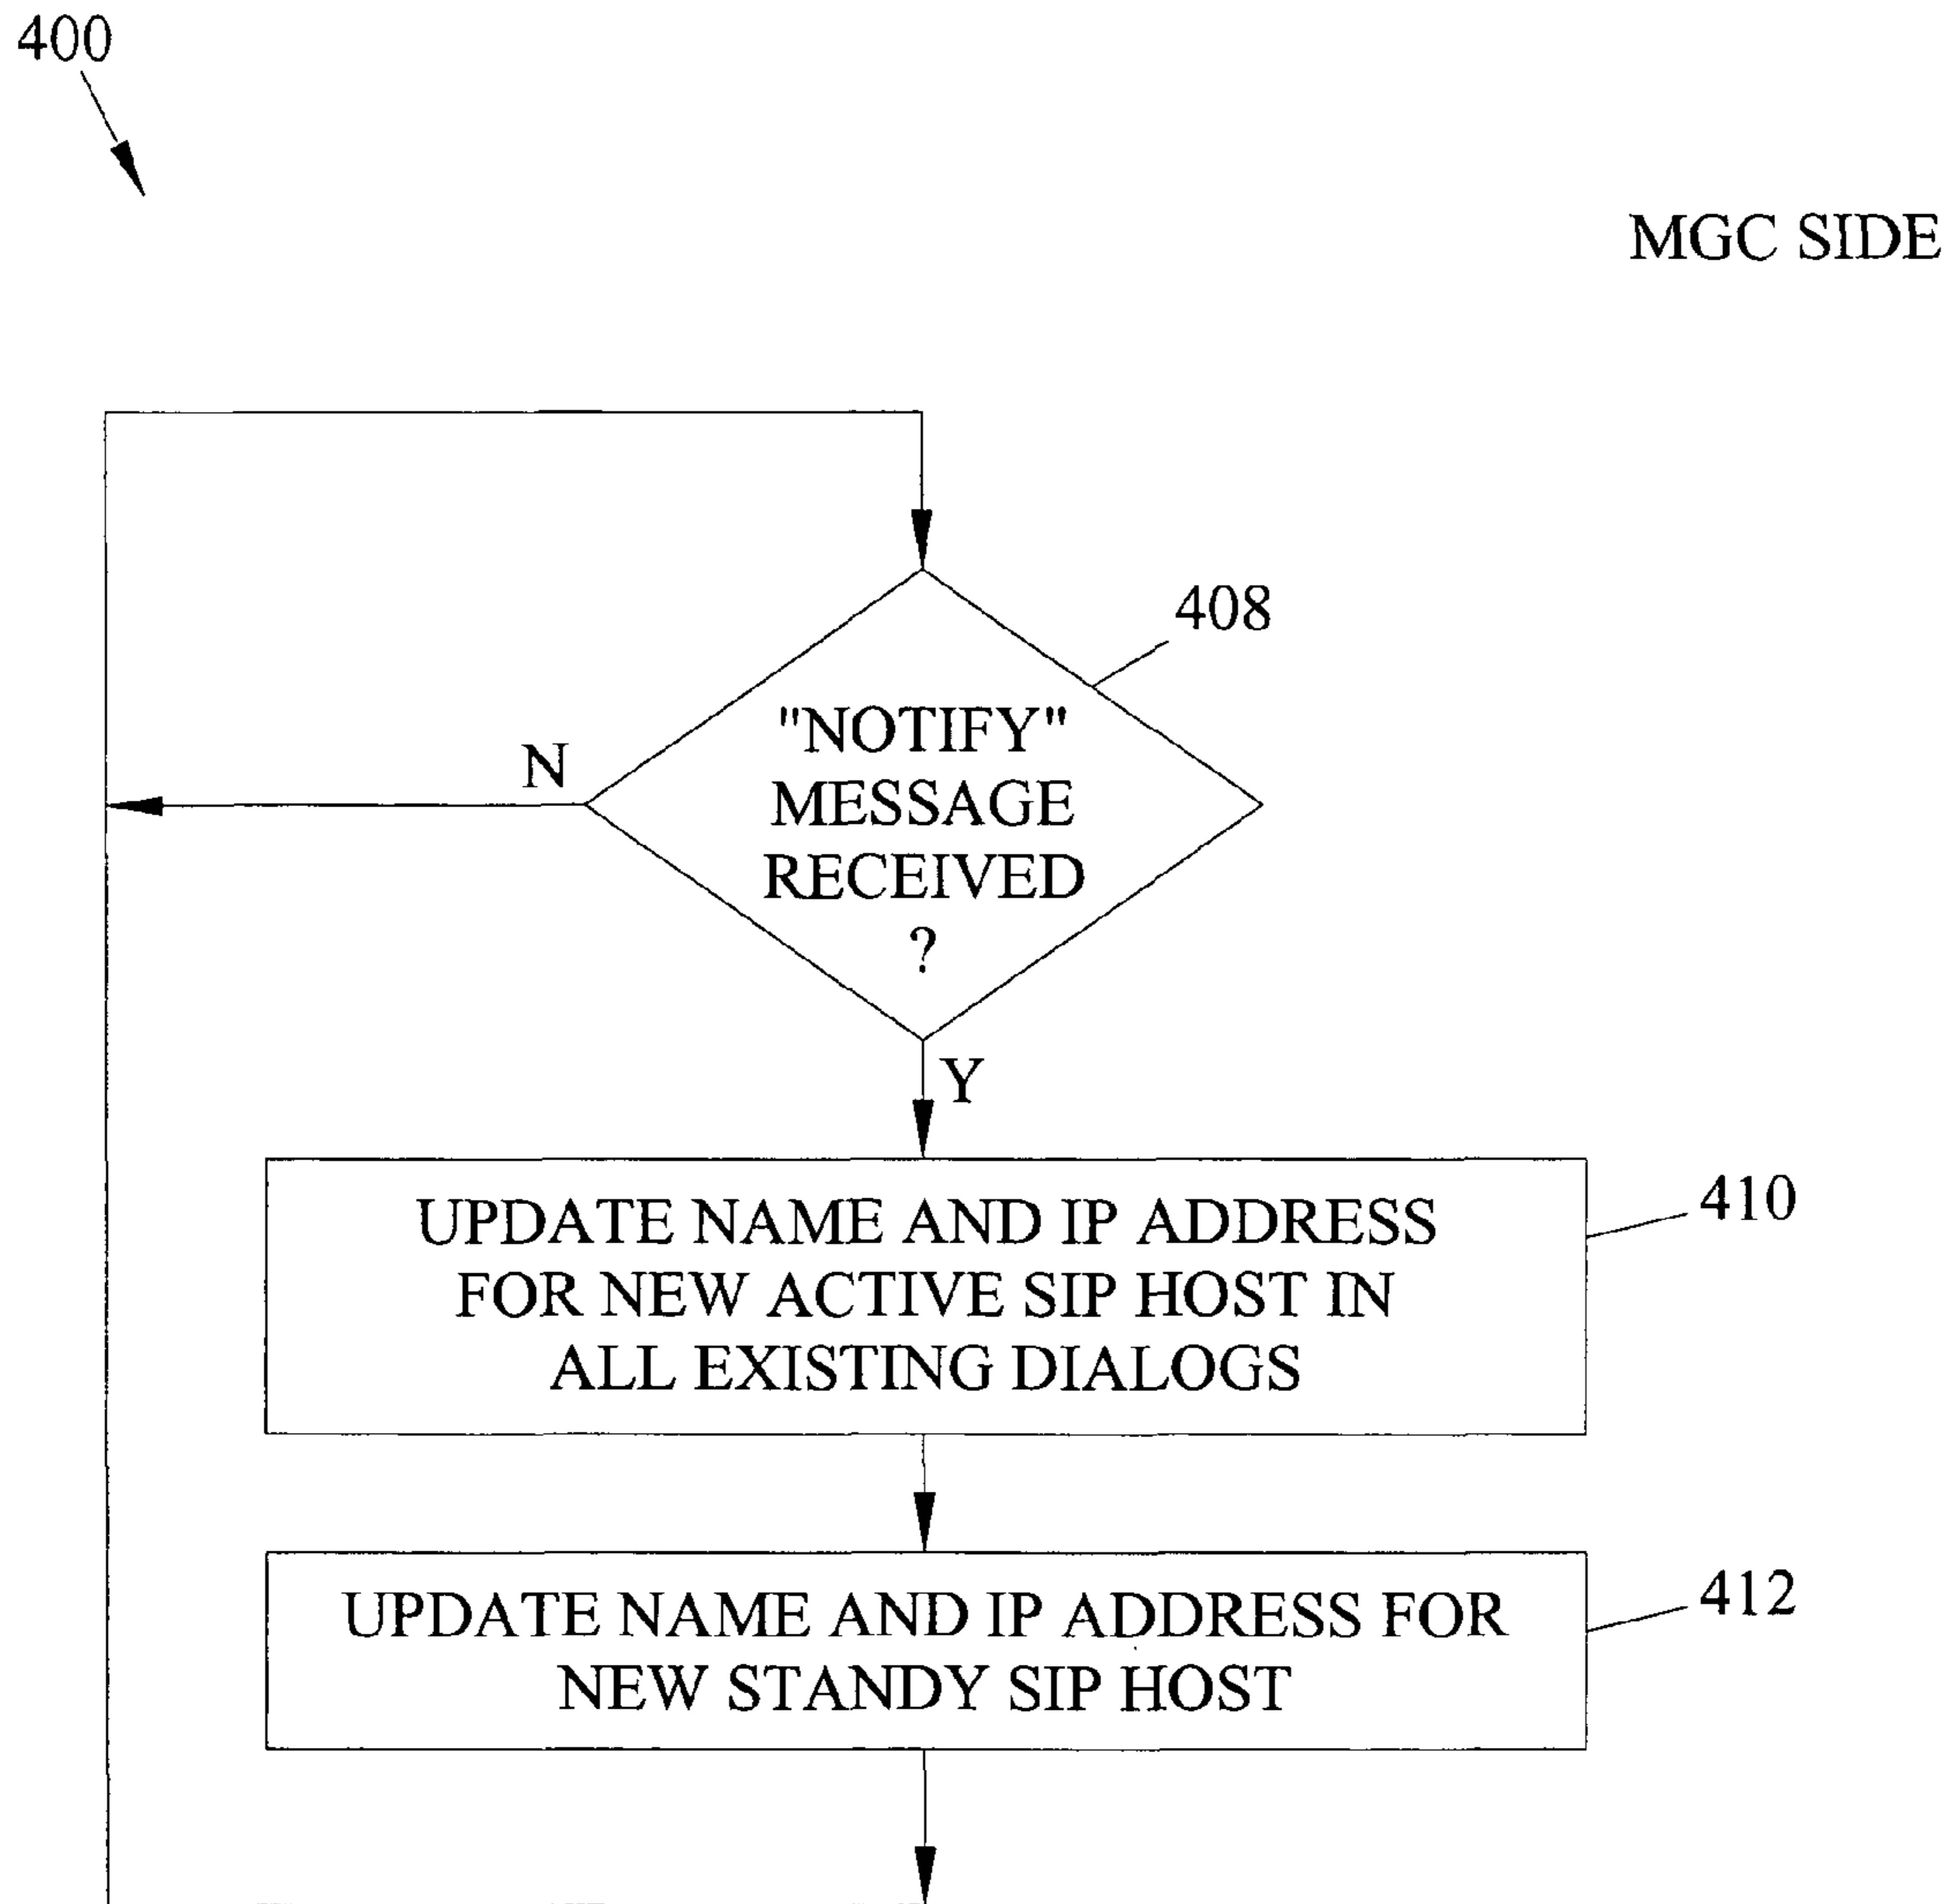 400
MGC SIDE
408
"NOTIFY"
MESSAGE
RECEIVED
?
N
Y
UPDATE NAME AND IP ADDRESS
FOR NEW ACTIVE SIP HOST IN
ALL EXISTING DIALOGS
410
UPDATE NAME AND IP ADDRESS FOR
NEW STANDY SIP HOST
412